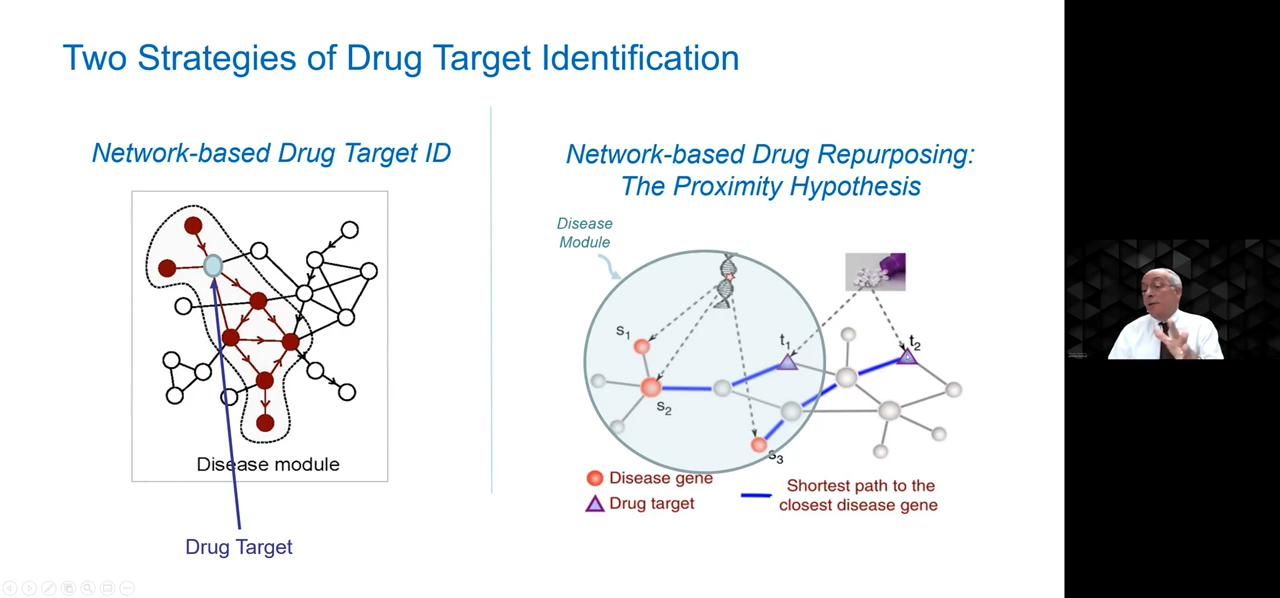 Two Strategies of Drug Target Identification
Network-based Drug Target ID
Disease module
Drug Target
Network-based Drug Repurposing:
The Proximity Hypothesis
Disease
Module
s1
s2
s3
t1
t2
Disease gene
Drug target
Shortest path to the
closest disease gene